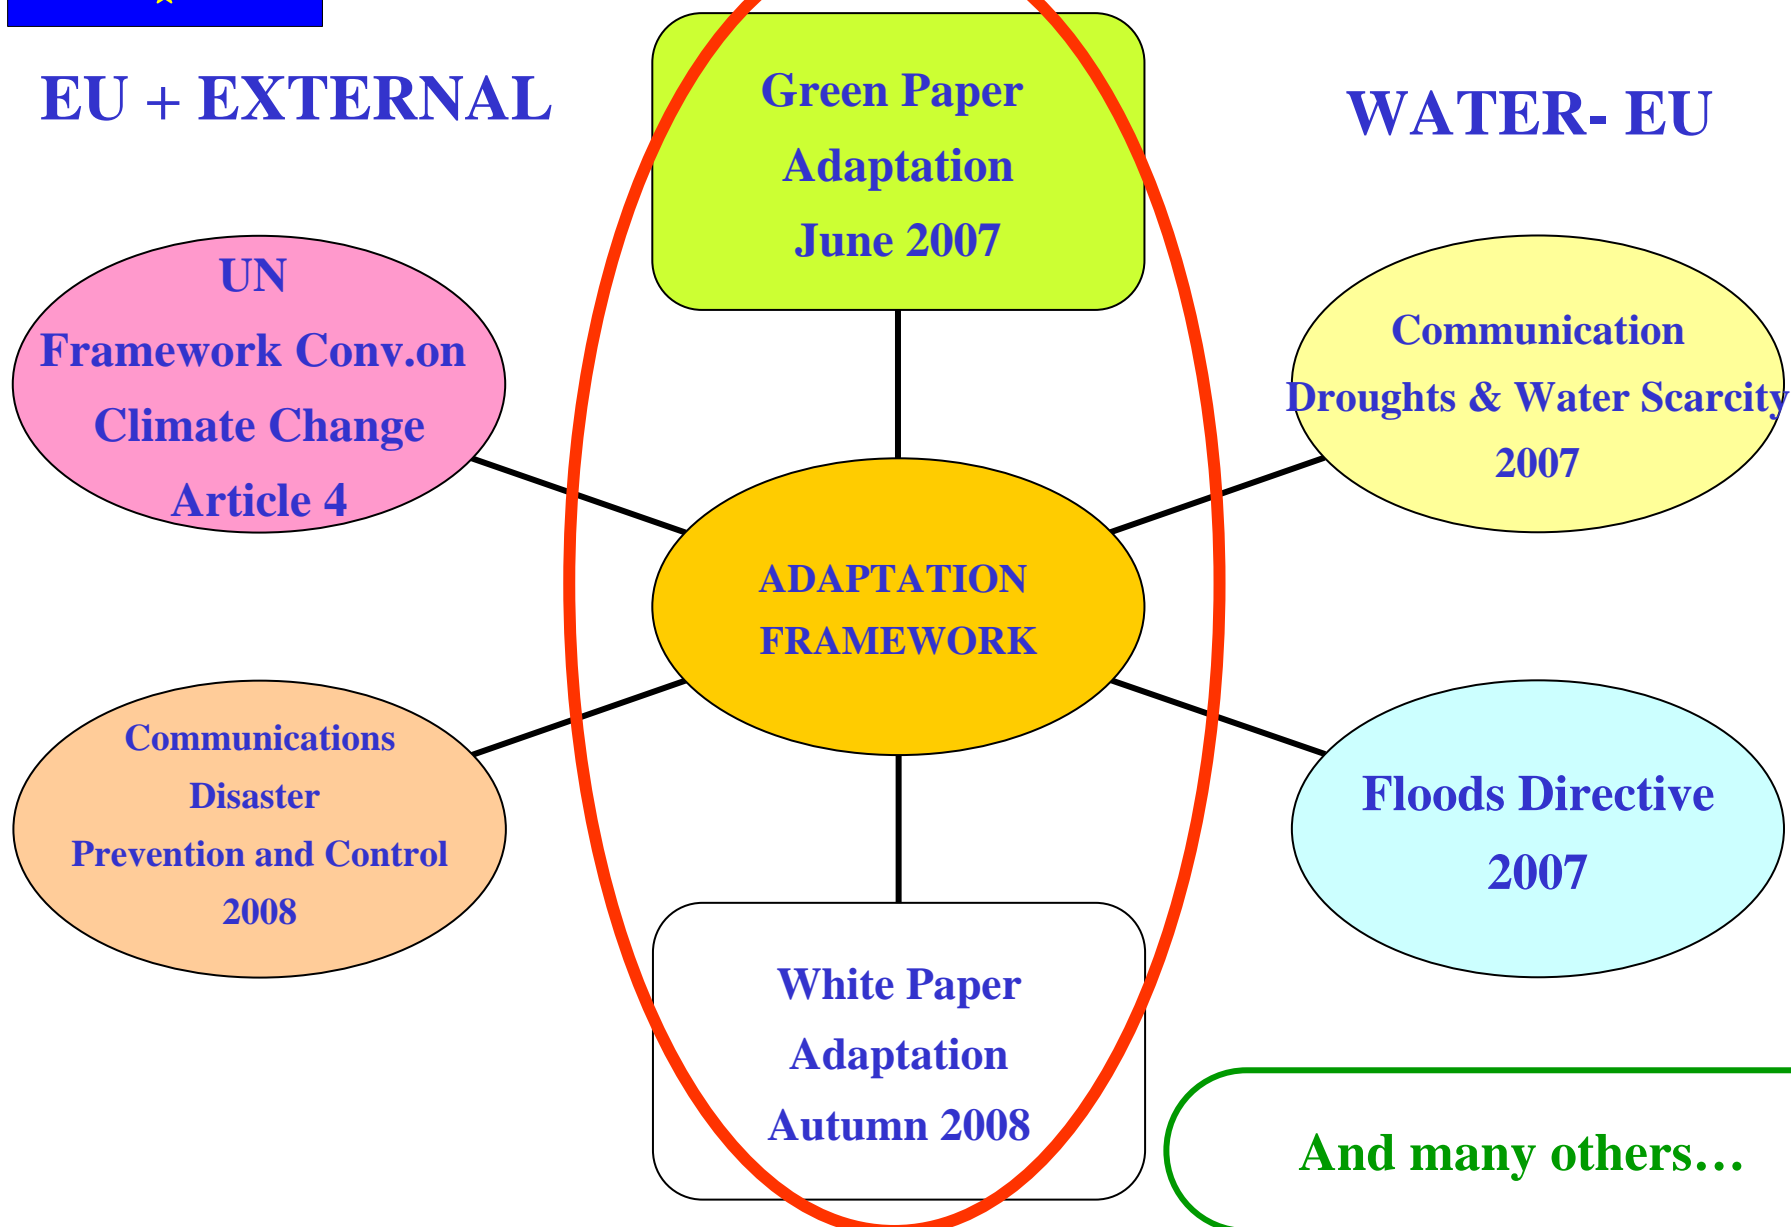 EU + EXTERNAL
Green Paper
Adaptation
June 2007
WATER- EU
UN
Framework Conv.on
Climate Change
Article 4
Communication
Droughts & Water Scarcity
2007
ADAPTATION
FRAMEWORK
Communications
Disaster
Prevention and Control
2008
Floods Directive
2007
White Paper
Adaptation
Autumn 2008
And many others…